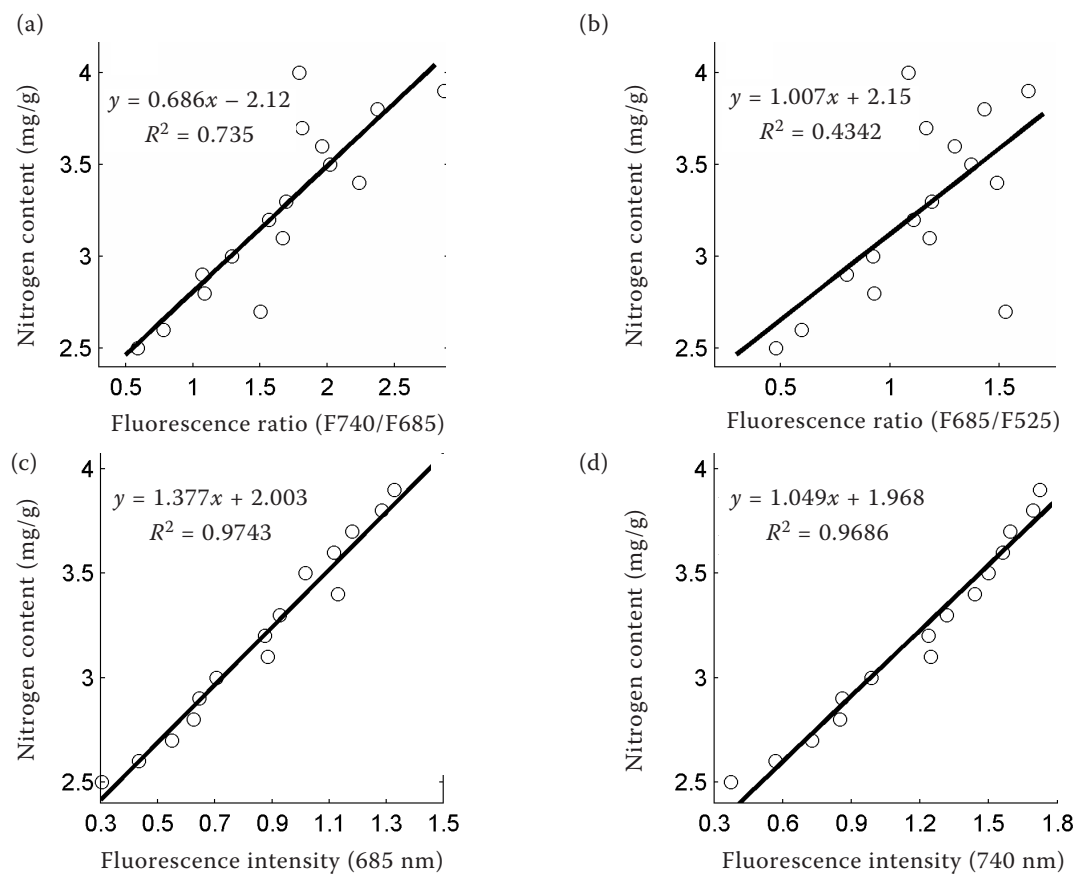 (a)
y = 0.686x – 2.12
R² = 0.735
Nitrogen content (mg/g)
4
3.5
3
2.5
0.5 1 1.5 2 2.5
Fluorescence ratio (F740/F685)
(b)
y = 1.007x + 2.15
R² = 0.4342
Nitrogen content (mg/g)
4
3.5
3
2.5
0.5 1 1.5
Fluorescence ratio (F685/F525)
(c)
y = 1.377x + 2.003
R² = 0.9743
Nitrogen content (mg/g)
4
3.5
3
2.5
0.3 0.5 0.7 0.9 1.1 1.3 1.5
Fluorescence intensity (685 nm)
(d)
y = 1.049x + 1.968
R² = 0.9686
Nitrogen content (mg/g)
4
3.5
3
2.5
0.3 0.6 0.9 1.2 1.5 1.8
Fluorescence intensity (740 nm)